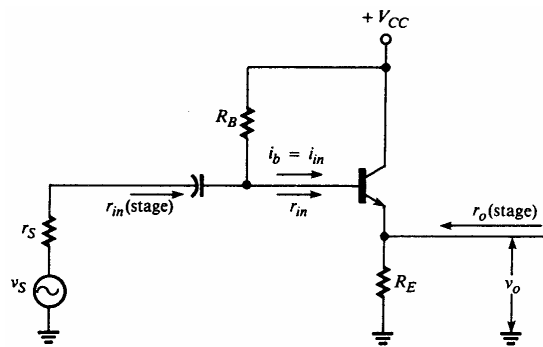 + V_CC
R_B
i_b = i_in
r_in(stage)
r_in
r_o(stage)
r_S
v_S
R_E
v_o